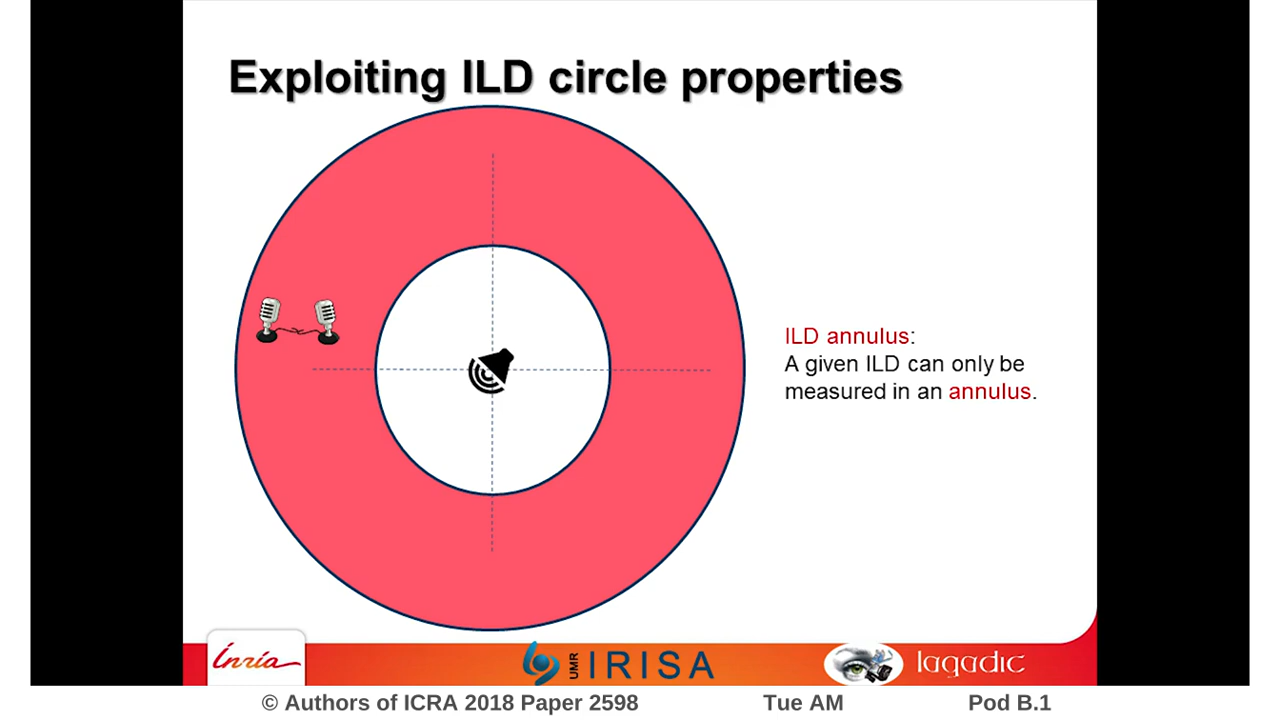 Exploiting ILD circle properties
ILD annulus:
A given ILD can only be
measured in an annulus.
Inria
UMR
IRISA
lagadic
© Authors of ICRA 2018 Paper 2598 Tue AM Pod B.1